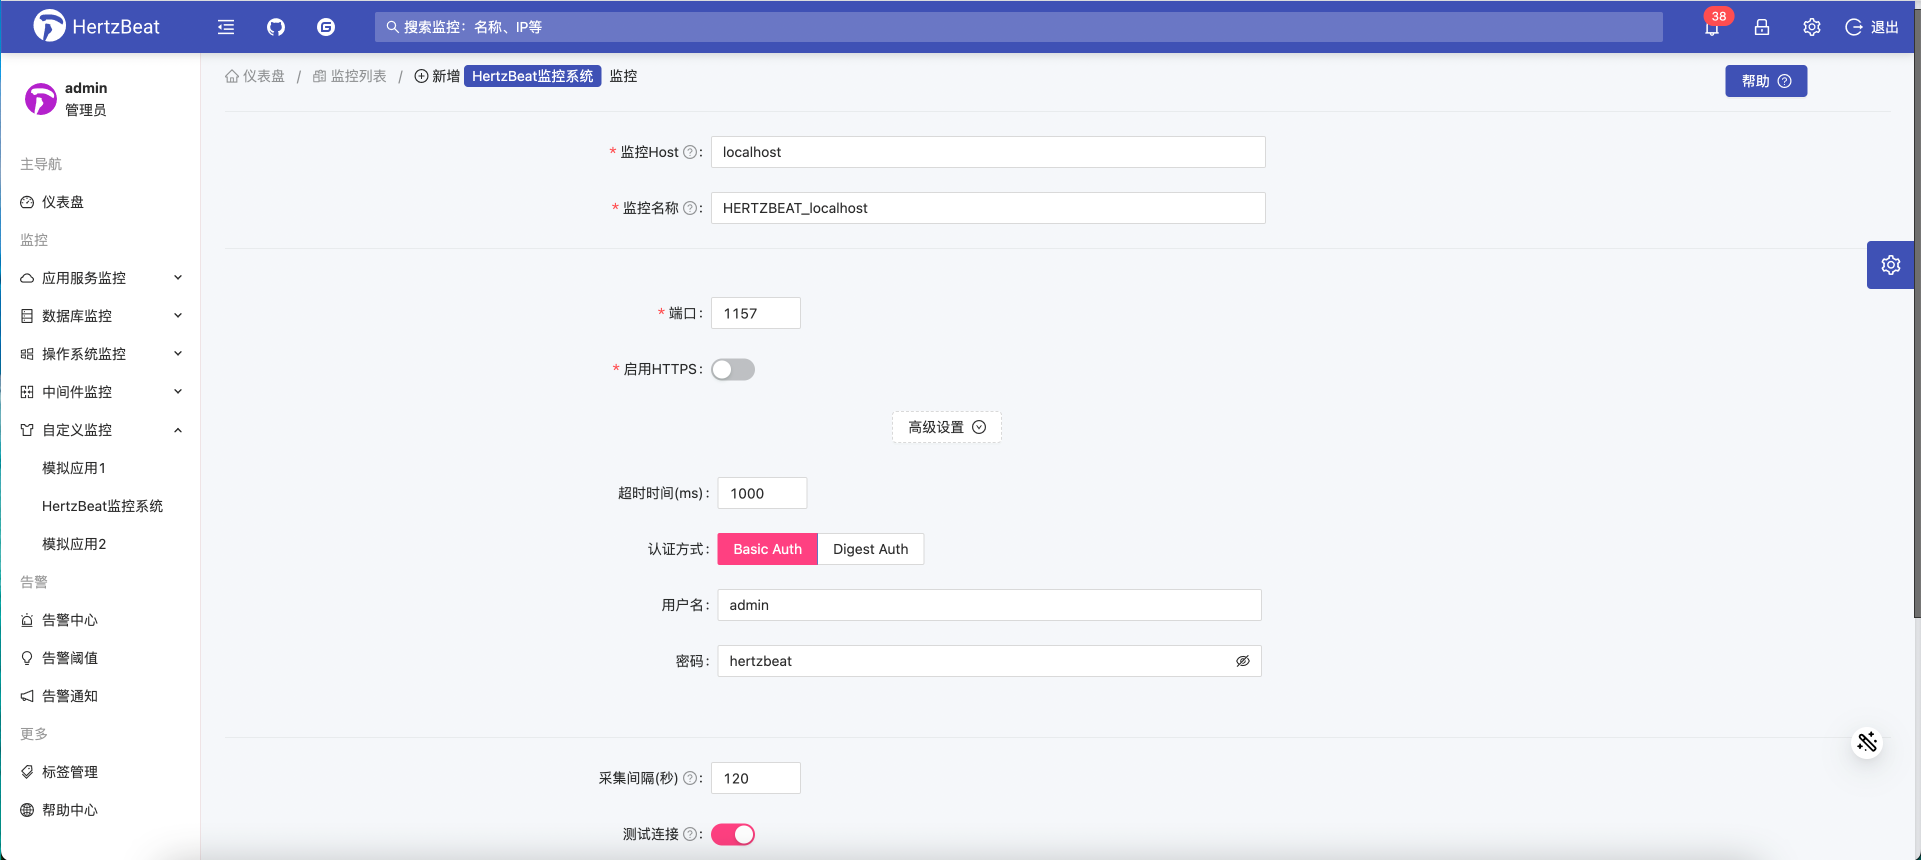 HertzBeat
搜索监控：名称、IP等
38
退出
admin
管理员
主导航
仪表盘
监控
应用服务监控
数据库监控
操作系统监控
中间件监控
自定义监控
模拟应用1
HertzBeat监控系统
模拟应用2
告警
告警中心
告警阈值
告警通知
更多
标签管理
帮助中心
仪表盘 / 监控列表 / 新增 HertzBeat监控系统 监控
帮助
* 监控Host : localhost
* 监控名称 : HERTZBEAT_localhost
* 端口 : 1157
* 启用HTTPS :
高级设置
超时时间(ms) : 1000
认证方式 : Basic Auth Digest Auth
用户名 : admin
密码 : hertzbeat
采集间隔(秒) : 120
测试连接 :